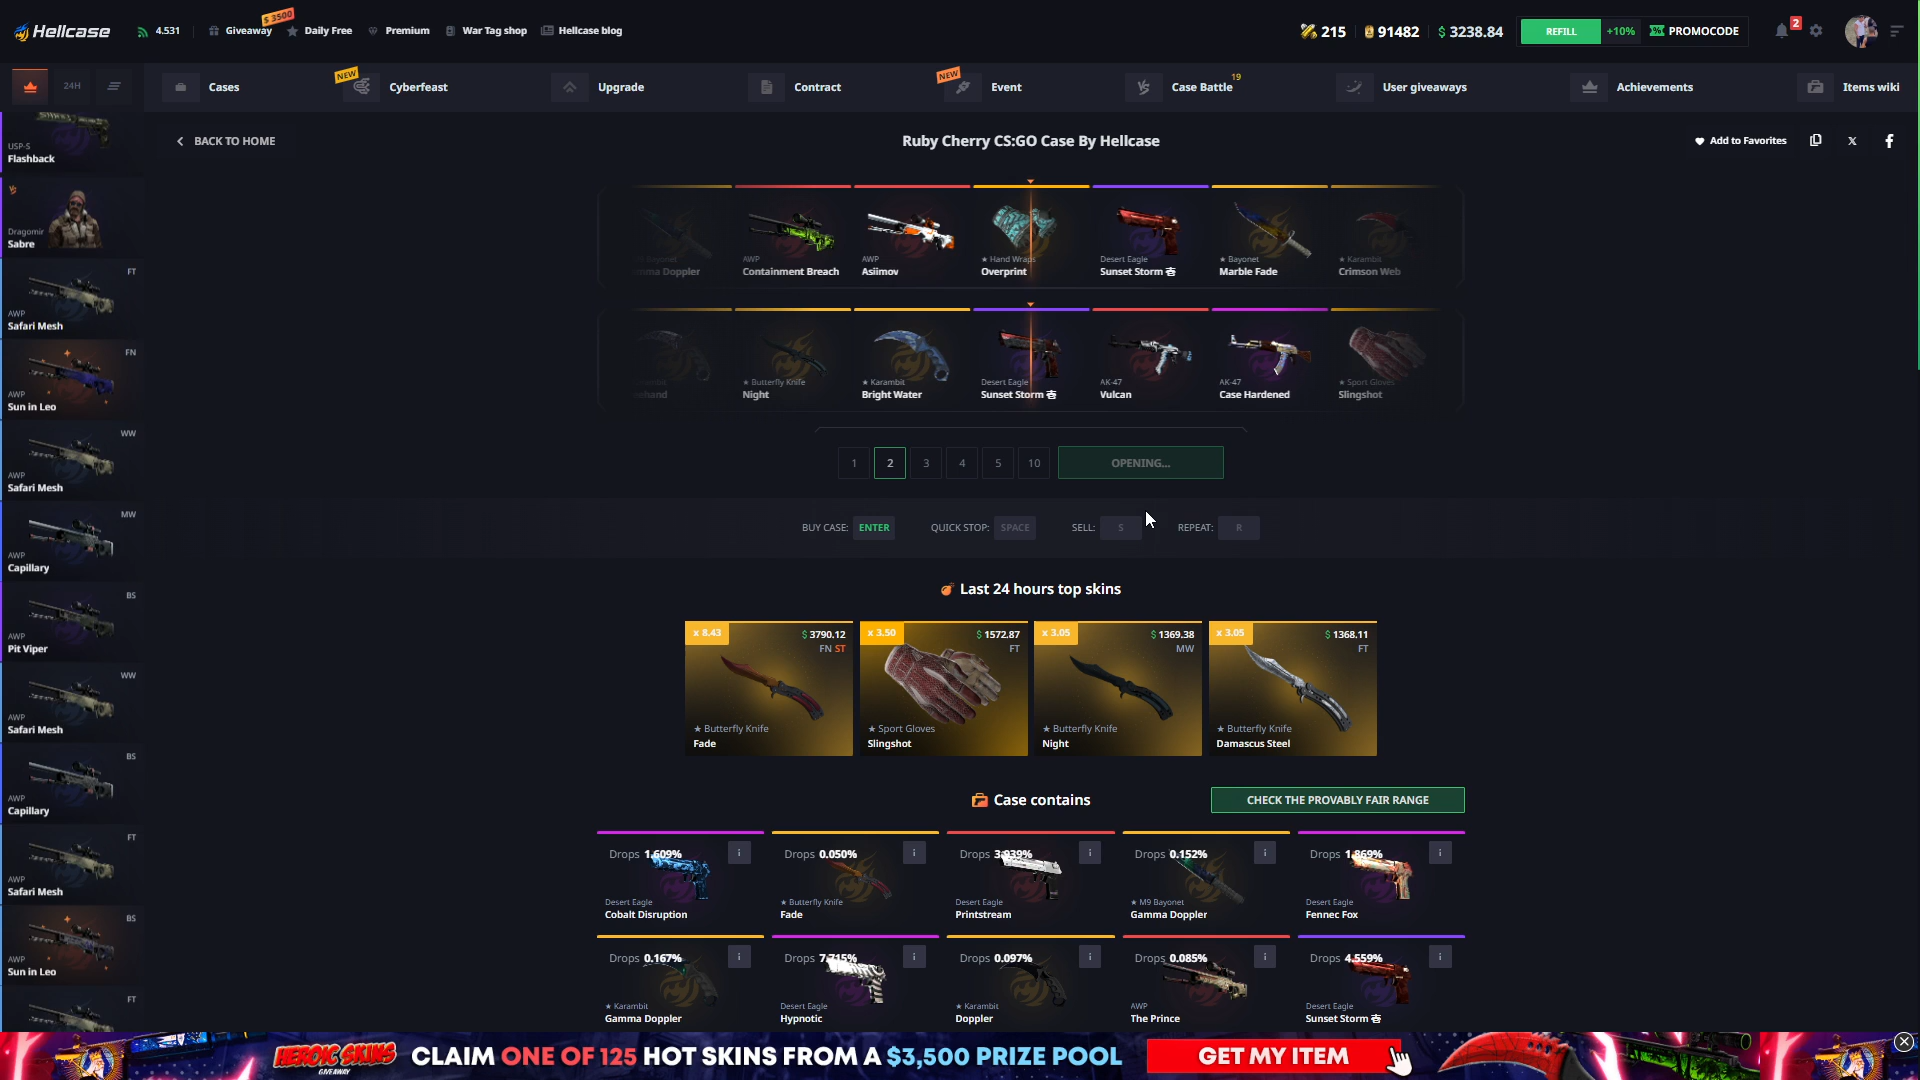 Hellcase
4.531
Giveaway
$ 3500
Daily Free
Premium
War Tag shop
Hellcase blog
215
91482
$ 3238.84
REFILL
+10%
PROMOCODE
2
24H
Cases
NEW
Cyberfeast
Upgrade
Contract
NEW
Event
Case Battle
19
User giveaways
Achievements
Items wiki
BACK TO HOME
Ruby Cherry CS:GO Case By Hellcase
Add to Favorites
USP-S
Flashback
Dragomir
Sabre
FT
AWP
Safari Mesh
FN
AWP
Sun in Leo
WW
AWP
Safari Mesh
MW
AWP
Capillary
BS
AWP
Pit Viper
WW
AWP
Safari Mesh
BS
AWP
Capillary
FT
AWP
Safari Mesh
BS
AWP
Sun in Leo
FT
Doppler
AWP
Containment Breach
AWP
Asiimov
★ Hand Wraps
Overprint
Desert Eagle
Sunset Storm 壱
★ Bayonet
Marble Fade
★ Karambit
Crimson Web
★ Butterfly Knife
Night
★ Karambit
Bright Water
Desert Eagle
Sunset Storm 壱
AK-47
Vulcan
AK-47
Case Hardened
★ Sport Gloves
Slingshot
1
2
3
4
5
10
OPENING...
BUY CASE: ENTER
QUICK STOP: SPACE
SELL: S
REPEAT: R
Last 24 hours top skins
x 8.43
$ 3790.12
FN ST
★ Butterfly Knife
Fade
x 3.50
$ 1572.87
FT
★ Sport Gloves
Slingshot
x 3.05
$ 1369.38
MW
★ Butterfly Knife
Night
x 3.05
$ 1368.11
FT
★ Butterfly Knife
Damascus Steel
Case contains
CHECK THE PROVABLY FAIR RANGE
Drops 1.609%
i
Desert Eagle
Cobalt Disruption
Drops 0.050%
i
★ Butterfly Knife
Fade
Drops 3.939%
i
Desert Eagle
Printstream
Drops 0.152%
i
★ M9 Bayonet
Gamma Doppler
Drops 1.869%
i
Desert Eagle
Fennec Fox
Drops 0.167%
i
★ Karambit
Gamma Doppler
Drops 7.715%
i
Desert Eagle
Hypnotic
Drops 0.097%
i
★ Karambit
Doppler
Drops 0.085%
i
AWP
The Prince
Drops 4.559%
i
Desert Eagle
Sunset Storm 壱
HEROIC SKINS
GIVEAWAY
CLAIM ONE OF 125 HOT SKINS FROM A $3,500 PRIZE POOL
GET MY ITEM